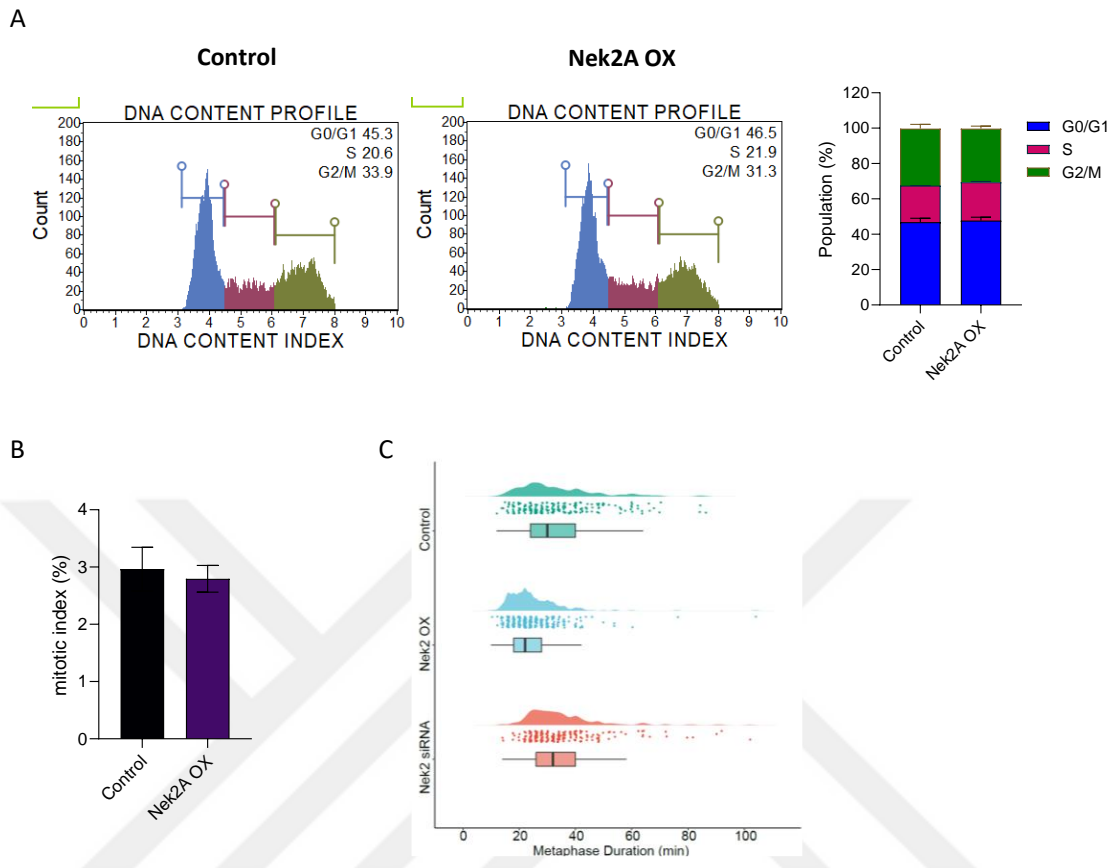 A
Control
Nek2A OX
DNA CONTENT PROFILE
G0/G1 45.3
S 20.6
G2/M 33.9
200
180
160
140
120
100
80
60
40
20
0
Count
0 1 2 3 4 5 6 7 8 9 10
DNA CONTENT INDEX
DNA CONTENT PROFILE
G0/G1 46.5
S 21.9
G2/M 31.3
200
180
160
140
120
100
80
60
40
20
0
Count
0 1 2 3 4 5 6 7 8 9 10
DNA CONTENT INDEX
120
100
80
60
40
20
0
Population (%)
Control
Nek2A OX
G0/G1
S
G2/M
B
4
3
2
1
0
mitotic index (%)
Control
Nek2A OX
C
Control
Nek2 OX
Nek2 siRNA
0 20 40 60 80 100
Metaphase Duration (min)